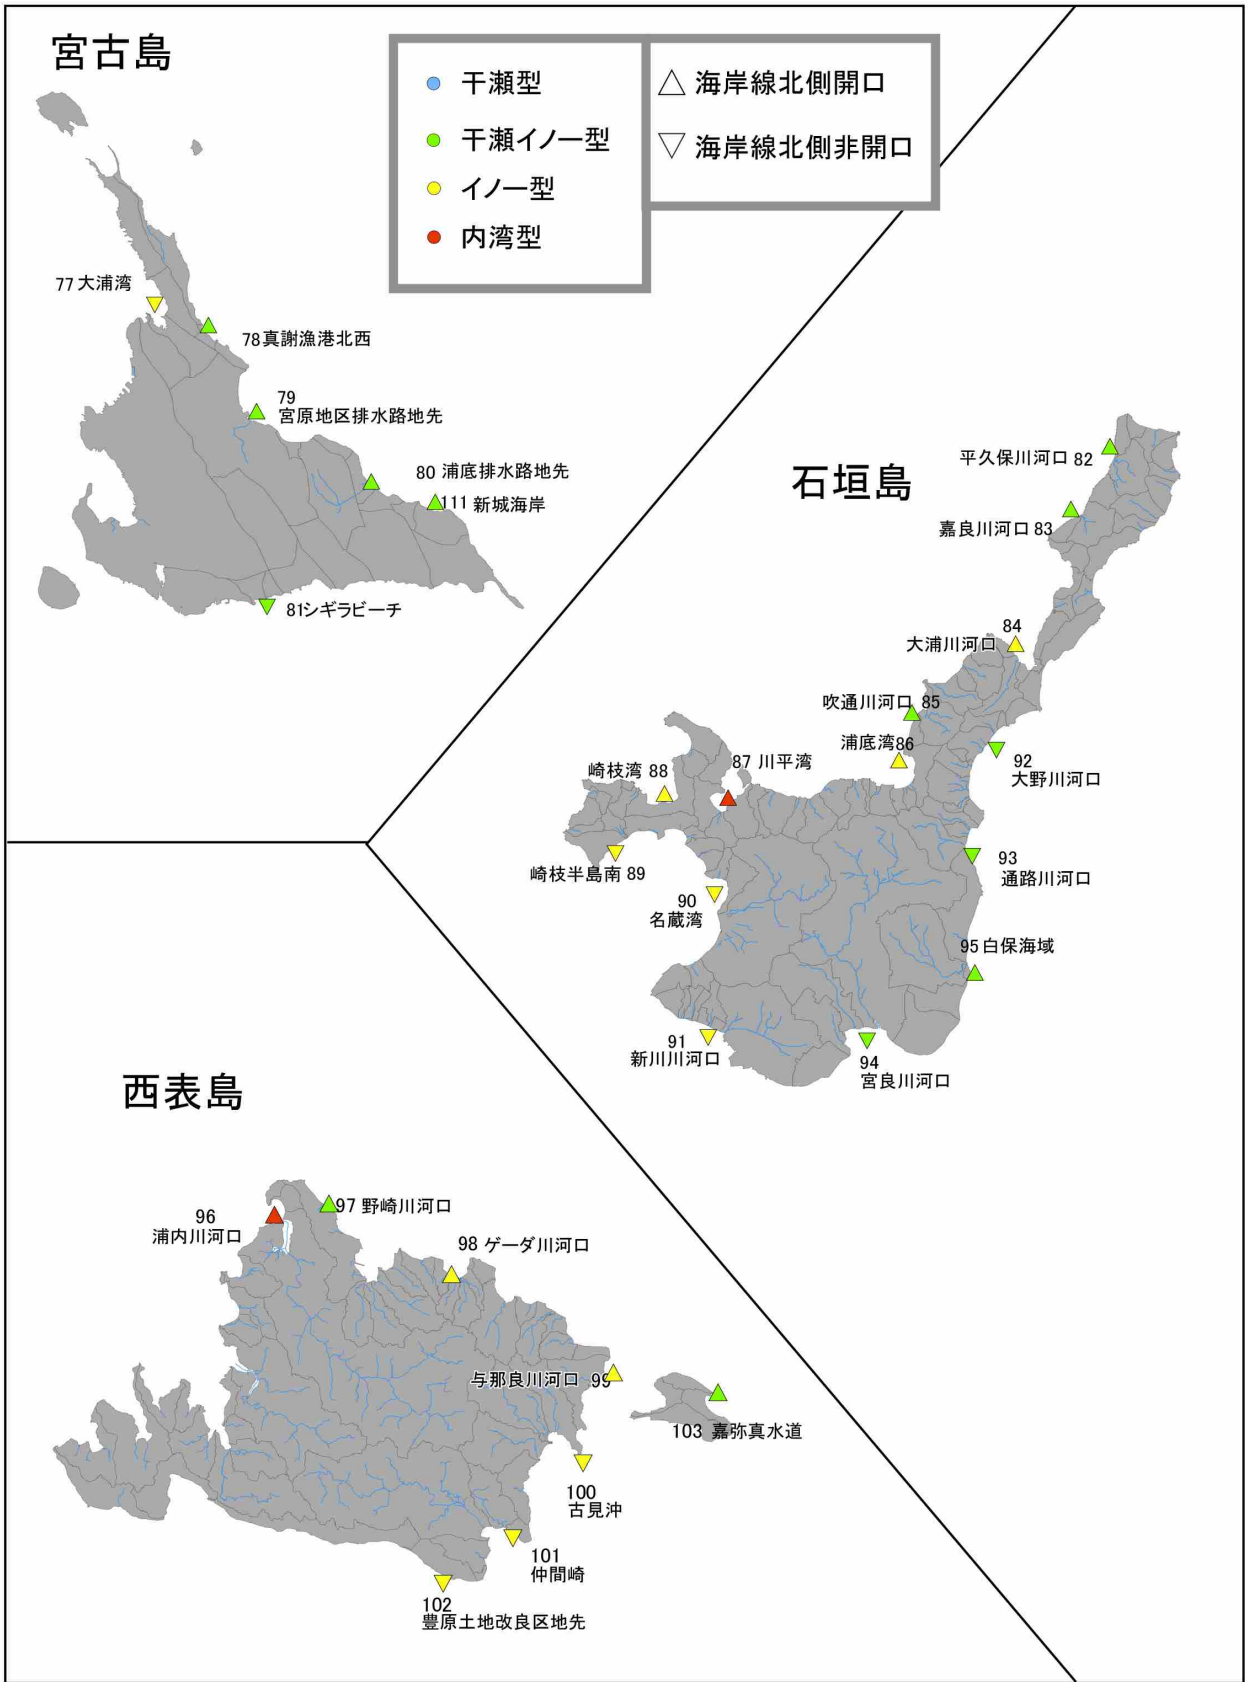 宮古島
干瀬型
干瀬イノー型
イノー型
内湾型
海岸線北側開口
海岸線北側非開口
77 大浦湾
78 真謝漁港北西
79
宮原地区排水路地先
80 浦底排水路地先
111 新城海岸
81 シギラビーチ
石垣島
平久保川河口 82
嘉良川河口 83
84
大浦川河口
吹通川河口 85
浦底湾 86
87 川平湾
崎枝湾 88
崎枝半島南 89
90
名蔵湾
91
新川川河口
92
大野川河口
93
通路川河口
95 白保海域
94
宮良川河口
西表島
96
浦内川河口
97 野崎川河口
98 ゲーダ川河口
与那良川河口 99
103 嘉弥真水道
100
古見沖
101
仲間崎
102
豊原土地改良区地先